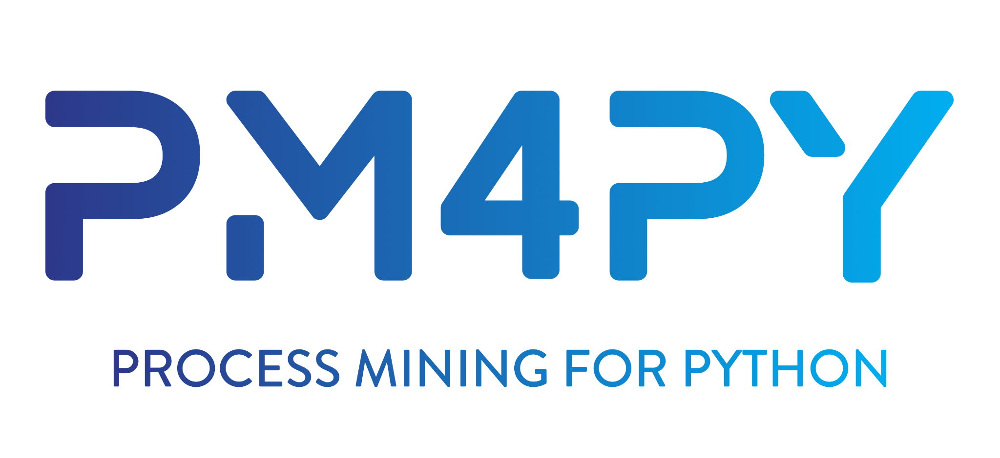 PM4PY
PROCESS MINING FOR PYTHON